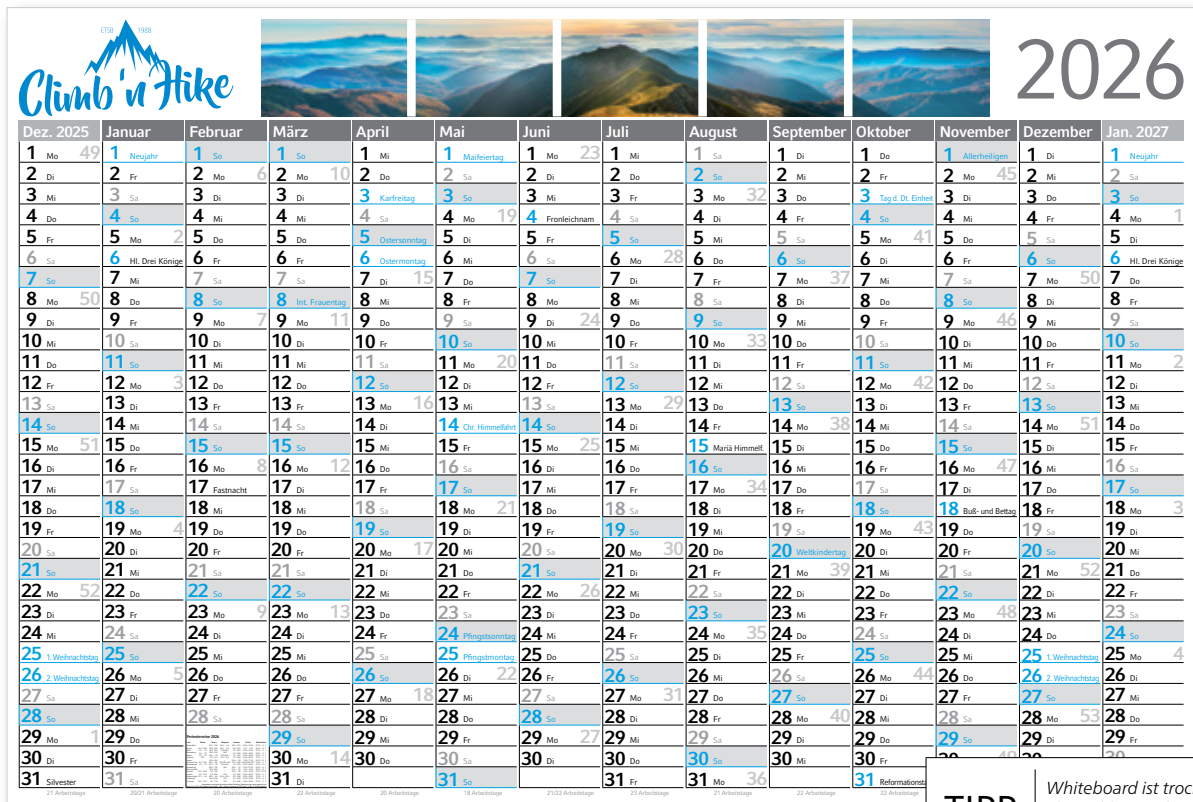 ETSB 1988
Climb 'n Hike
2026
Dez. 2025 Januar Februar März April Mai Juni Juli August September Oktober November Dezember Jan. 2027
1 Mo 49 1 Neujahr 1 So 1 So 1 Mi 1 Maifeiertag 1 Mo 23 1 Mi 1 Sa 1 Di 1 Do 1 Allerheiligen 1 Di 1 Neujahr
2 Di 2 Fr 2 Mo 6 2 Mo 10 2 Do 2 Sa 2 Di 2 Do 2 So 2 Mi 2 Fr 2 Mo 45 2 Mi 2 Sa
3 Mi 3 Sa 3 Di 3 Di 3 Karfreitag 3 So 3 Mi 3 Fr 3 Mo 32 3 Do 3 Tag d. Dt. Einheit 3 Di 3 Do 3 So
4 Do 4 So 4 Mi 4 Mi 4 Sa 4 Mo 19 4 Fronleichnam 4 Sa 4 Di 4 Fr 4 So 4 Mi 4 Fr 4 Mo 1
5 Fr 5 Mo 2 5 Do 5 Do 5 Ostersonntag 5 Di 5 Fr 5 So 5 Mi 5 Sa 5 Mo 41 5 Do 5 Sa 5 Di
6 Sa 6 Hl. Drei Könige 6 Fr 6 Fr 6 Ostermontag 6 Mi 6 Sa 6 Mo 28 6 Do 6 So 6 Di 6 Fr 6 So 6 Hl. Drei Könige
7 So 7 Mi 7 Sa 7 Sa 7 Di 15 7 Do 7 So 7 Di 7 Fr 7 Mo 37 7 Mi 7 Sa 7 Mo 50 7 Do
8 Mo 50 8 Do 8 So 8 Int. Frauentag 8 Mi 8 Fr 8 Mo 8 Mi 8 Sa 8 Di 8 Do 8 So 8 Di 8 Fr
9 Di 9 Fr 9 Mo 7 9 Mo 11 9 Do 9 Sa 9 Di 24 9 Do 9 So 9 Mi 9 Fr 9 Mo 46 9 Mi 9 Sa
10 Mi 10 Sa 10 Di 10 Di 10 Fr 10 So 10 Mi 10 Fr 10 Mo 33 10 Do 10 Sa 10 Di 10 Do 10 So
11 Do 11 So 11 Mi 11 Mi 11 Sa 11 Mo 20 11 Do 11 Sa 11 Di 11 Fr 11 So 11 Mi 11 Fr 11 Mo 2
12 Fr 12 Mo 3 12 Do 12 Do 12 So 12 Di 12 Fr 12 So 12 Mi 12 Sa 12 Mo 42 12 Do 12 Sa 12 Di
13 Sa 13 Di 13 Fr 13 Fr 13 Mo 16 13 Mi 13 Sa 13 Mo 29 13 Do 13 So 13 Di 13 Fr 13 So 13 Mi
14 So 14 Mi 14 Sa 14 Sa 14 Di 14 Chr. Himmelfahrt 14 So 14 Di 14 Fr 14 Mo 38 14 Mi 14 Sa 14 Mo 51 14 Do
15 Mo 51 15 Do 15 So 15 So 15 Mi 15 Fr 15 Mo 25 15 Mi 15 Mariä Himmelf. 15 Di 15 Do 15 So 15 Di 15 Fr
16 Di 16 Fr 16 Mo 8 16 Mo 12 16 Do 16 Sa 16 Di 16 Do 16 So 16 Mi 16 Fr 16 Mo 47 16 Mi 16 Sa
17 Mi 17 Sa 17 Fastnacht 17 Di 17 Fr 17 So 17 Mi 17 Fr 17 Mo 34 17 Do 17 Sa 17 Di 17 Do 17 So
18 Do 18 So 18 Mi 18 Mi 18 Sa 18 Mo 21 18 Do 18 Sa 18 Di 18 Fr 18 So 18 Buß- und Bettag 18 Fr 18 Mo 3
19 Fr 19 Mo 4 19 Do 19 Do 19 So 19 Di 19 Fr 19 So 19 Mi 19 Sa 19 Mo 43 19 Do 19 Sa 19 Di
20 Sa 20 Di 20 Fr 20 Fr 20 Mo 17 20 Mi 20 Sa 20 Mo 30 20 Do 20 Weltkindertag 20 Di 20 Fr 20 So 20 Mi
21 So 21 Mi 21 Sa 21 Sa 21 Di 21 Do 21 So 21 Di 21 Fr 21 Mo 39 21 Mi 21 Sa 21 Mo 52 21 Do
22 Mo 52 22 Do 22 So 22 So 22 Mi 22 Fr 22 Mo 26 22 Mi 22 Sa 22 Di 22 Do 22 So 22 Di 22 Fr
23 Di 23 Fr 23 Mo 9 23 Mo 13 23 Do 23 Sa 23 Di 23 Do 23 So 23 Mi 23 Fr 23 Mo 48 23 Mi 23 Sa
24 Mi 24 Sa 24 Di 24 Di 24 Fr 24 Pfingstsonntag 24 Mi 24 Fr 24 Mo 35 24 Do 24 Sa 24 Di 24 Do 24 So
25 1. Weihnachtstag 25 So 25 Mi 25 Mi 25 Sa 25 Pfingstmontag 25 Do 25 Sa 25 Di 25 Fr 25 So 25 Mi 25 1. Weihnachtstag 25 Mo 4
26 2. Weihnachtstag 26 Mo 5 26 Do 26 Do 26 So 26 Di 22 26 Fr 26 So 26 Mi 26 Sa 26 Mo 44 26 Do 26 2. Weihnachtstag 26 Di
27 Sa 27 Di 27 Fr 27 Fr 27 Mo 18 27 Mi 27 Sa 27 Mo 31 27 Do 27 So 27 Di 27 Fr 27 So 27 Mi
28 So 28 Mi 28 Sa 28 Sa 28 Di 28 Do 28 So 28 Di 28 Fr 28 Mo 40 28 Mi 28 Sa 28 Mo 53 28 Do
29 Mo 1 29 Do 29 So 29 Mi 29 Fr 29 Mo 27 29 Mi 29 Sa 29 Di 29 Do 29 So 29 Di 29 Fr
30 Di 30 Fr 30 Mo 14 30 Do 30 Sa 30 Di 30 Do 30 So 30 Mi 30 Fr
31 Silvester 31 Sa 31 Di 31 So 31 Fr 31 Mo 36 31 Reformationst
Ferientermine 2026
21 Arbeitstage 20/21 Arbeitstage 20 Arbeitstage 22 Arbeitstage 20 Arbeitstage 18 Arbeitstage 21/22 Arbeitstage 23 Arbeitstage 21 Arbeitstage 22 Arbeitstage 22 Arbeitstage
TIPP
Whiteboard ist troc